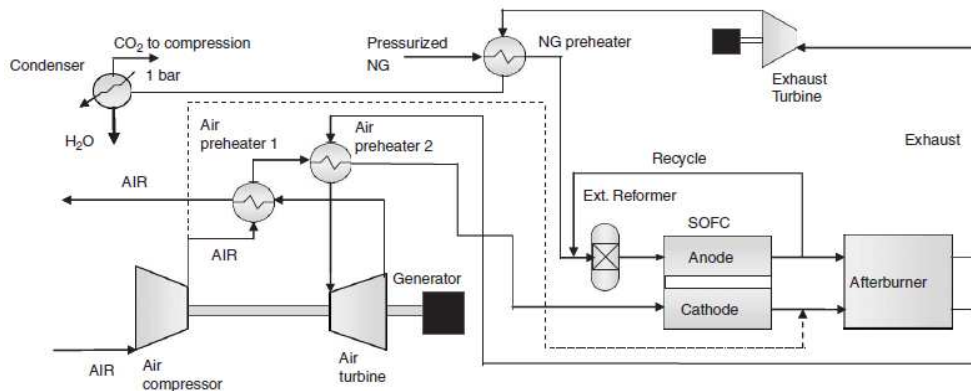 CO2 to compression
Condenser
1 bar
H2O
Pressurized
NG
NG preheater
Exhaust
Turbine
Air
preheater 1
Air
preheater 2
Exhaust
Recycle
AIR
Ext. Reformer
SOFC
AIR
Anode
Generator
Afterburner
Cathode
AIR
Air
compressor
Air
turbine